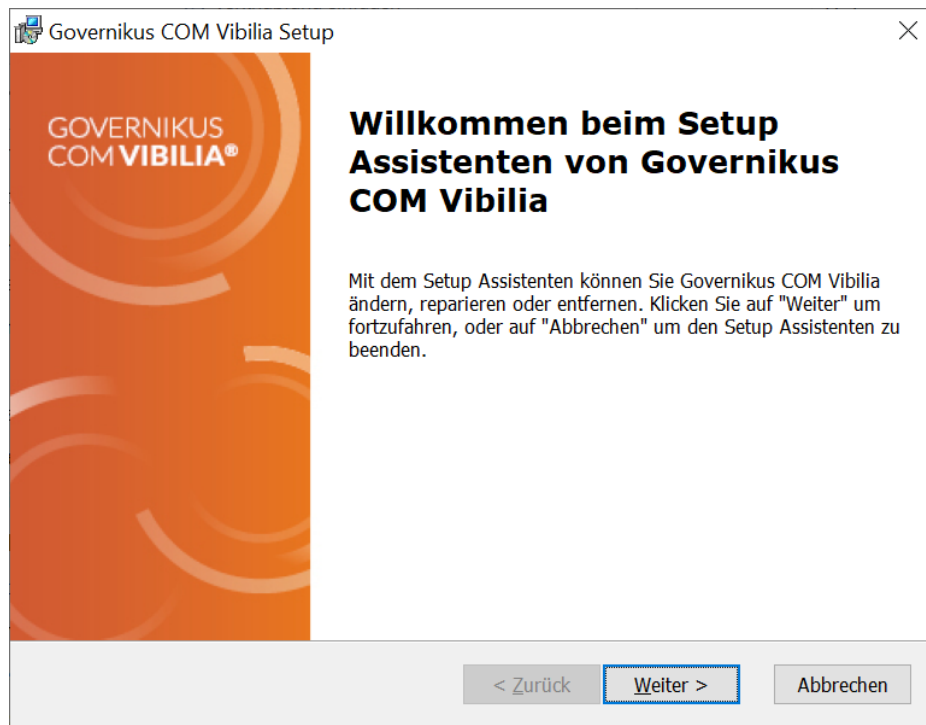 Governikus COM Vibilia Setup
GOVERNIKUS
COM VIBILIA®
Willkommen beim Setup
Assistenten von Governikus
COM Vibilia
Mit dem Setup Assistenten können Sie Governikus COM Vibilia
ändern, reparieren oder entfernen. Klicken Sie auf "Weiter" um
fortzufahren, oder auf "Abbrechen" um den Setup Assistenten zu
beenden.
< Zurück
Weiter >
Abbrechen